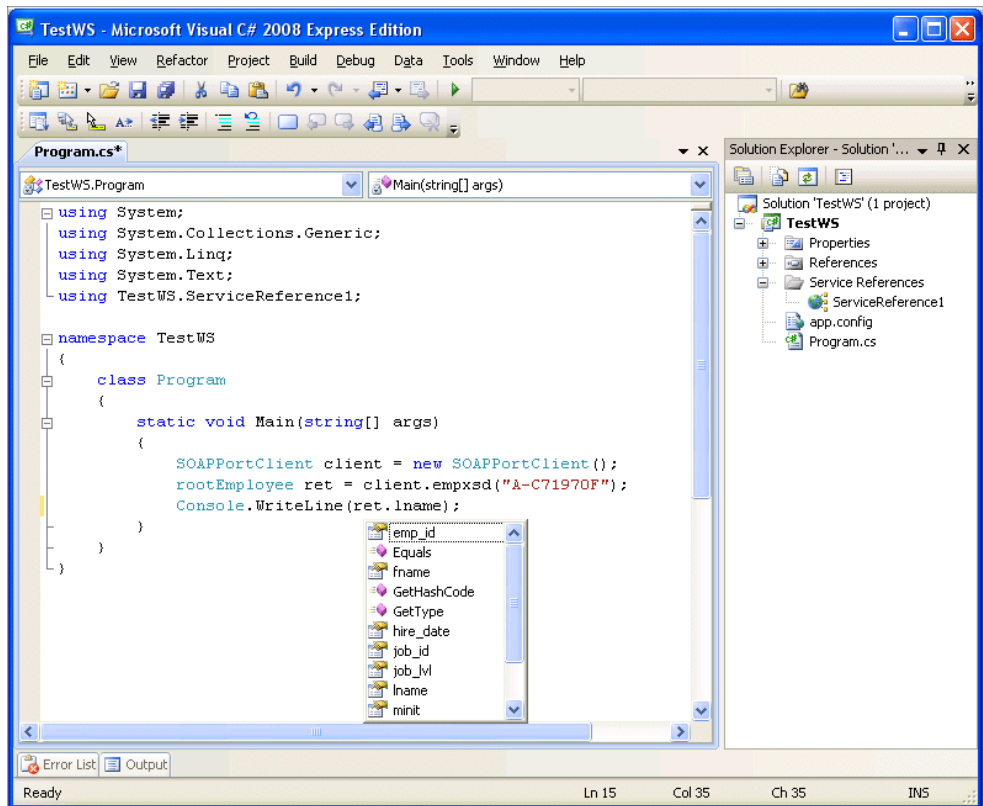 TestWS - Microsoft Visual C# 2008 Express Edition
File Edit View Refactor Project Build Debug Data Tools Window Help
Program.cs*
TestWS.Program
Main(string[] args)
using System;
using System.Collections.Generic;
using System.Linq;
using System.Text;
using TestWS.ServiceReference1;
namespace TestWS
{
class Program
{
static void Main(string[] args)
{
SOAPPortClient client = new SOAPPortClient();
rootEmployee ret = client.empxsd("A-C71970F");
Console.WriteLine(ret.lname);
}
}
}
emp_id
Equals
fname
GetHashCode
GetType
hire_date
job_id
job_lvl
lname
minit
Solution Explorer - Solution '...
Solution 'TestWS' (1 project)
TestWS
Properties
References
Service References
ServiceReference1
app.config
Program.cs
Error List Output
Ready Ln 15 Col 35 Ch 35 INS